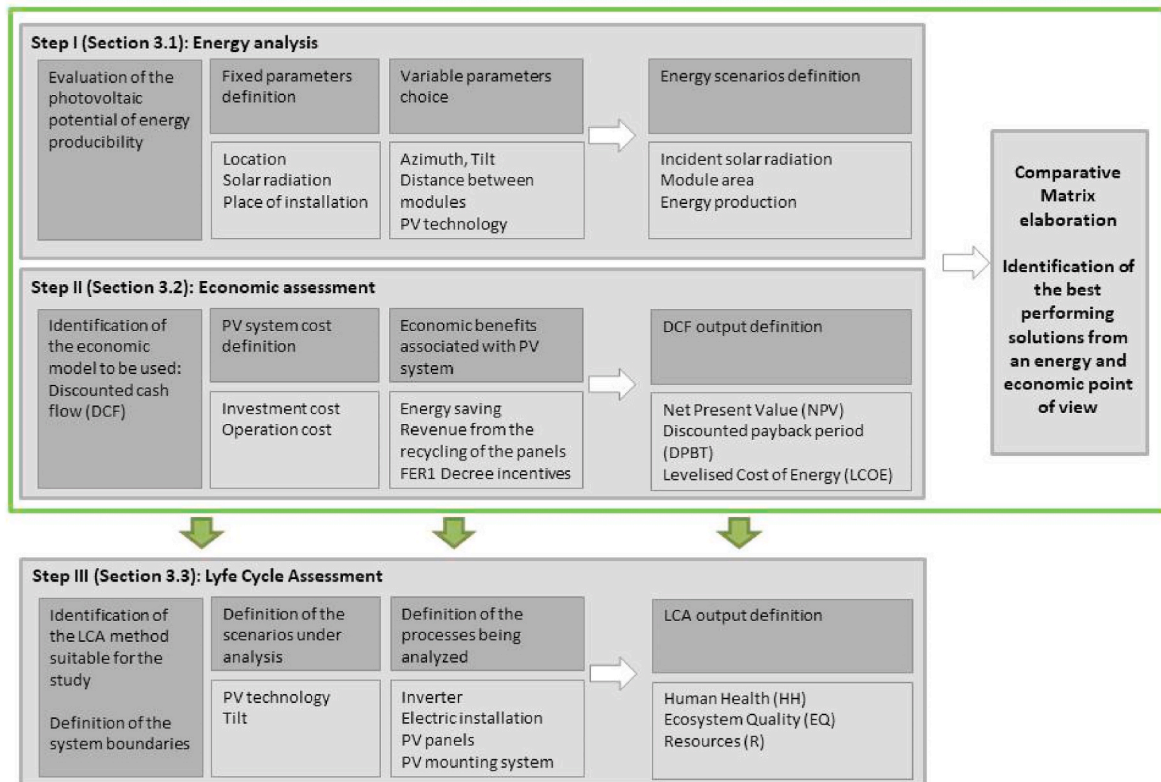 Step I (Section 3.1): Energy analysis
Evaluation of the
photovoltaic
potential of energy
producibility
Fixed parameters
definition
Location
Solar radiation
Place of installation
Variable parameters
choice
Azimuth, Tilt
Distance between
modules
PV technology
Energy scenarios definition
Incident solar radiation
Module area
Energy production
Step II (Section 3.2): Economic assessment
Identification of
the economic
model to be used:
Discounted cash
flow (DCF)
PV system cost
definition
Investment cost
Operation cost
Economic benefits
associated with PV
system
Energy saving
Revenue from the
recycling of the panels
FER1 Decree incentives
DCF output definition
Net Present Value (NPV)
Discounted payback period
(DPBT)
Levelised Cost of Energy (LCOE)
Comparative
Matrix
elaboration
Identification of
the best
performing
solutions from
an energy and
economic point
of view
Step III (Section 3.3): Lyfe Cycle Assessment
Identification of
the LCA method
suitable for the
study
Definition of the
system boundaries
Definition of the
scenarios under
analysis
PV technology
Tilt
Definition of the
processes being
analyzed
Inverter
Electric installation
PV panels
PV mounting system
LCA output definition
Human Health (HH)
Ecosystem Quality (EQ)
Resources (R)